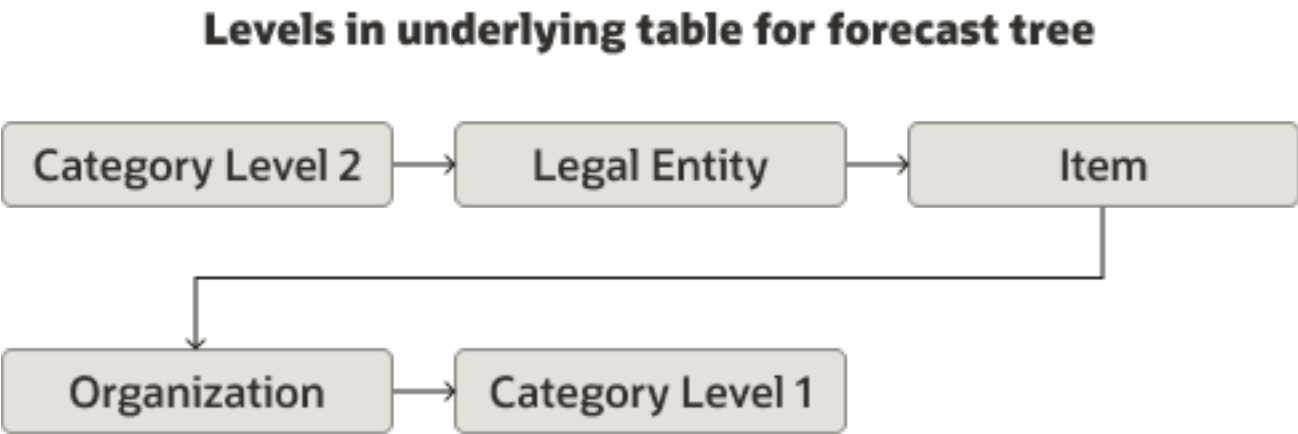 Levels in underlying table for forecast tree
Category Level 2
Legal Entity
Item
Organization
Category Level 1